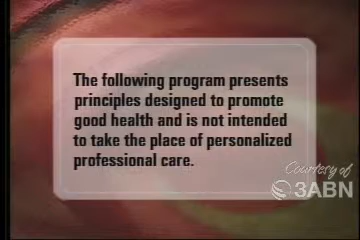 The following program presents
principles designed to promote
good health and is not intended
to take the place of personalized
professional care.
Courtesy of
3ABN